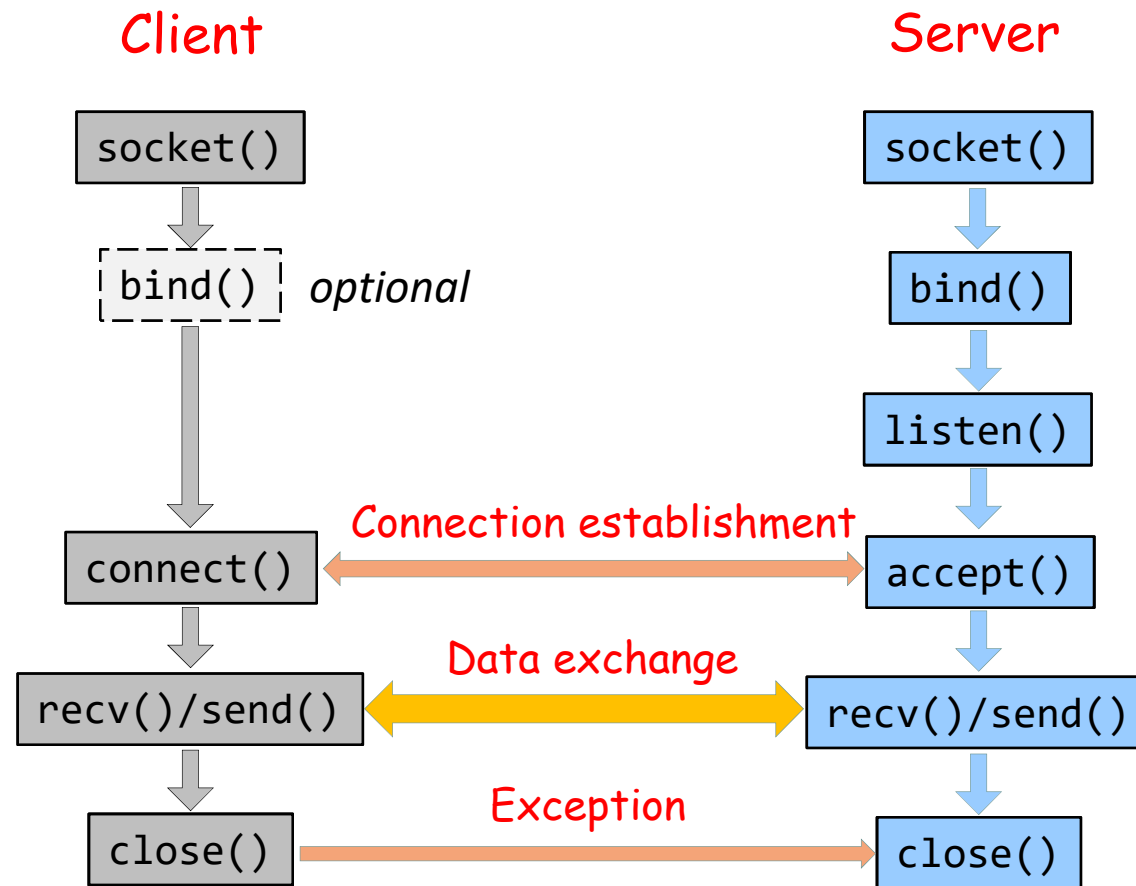 Client
Server
socket()
socket()
bind()
optional
bind()
listen()
Connection establishment
connect()
accept()
Data exchange
recv()/send()
recv()/send()
Exception
close()
close()